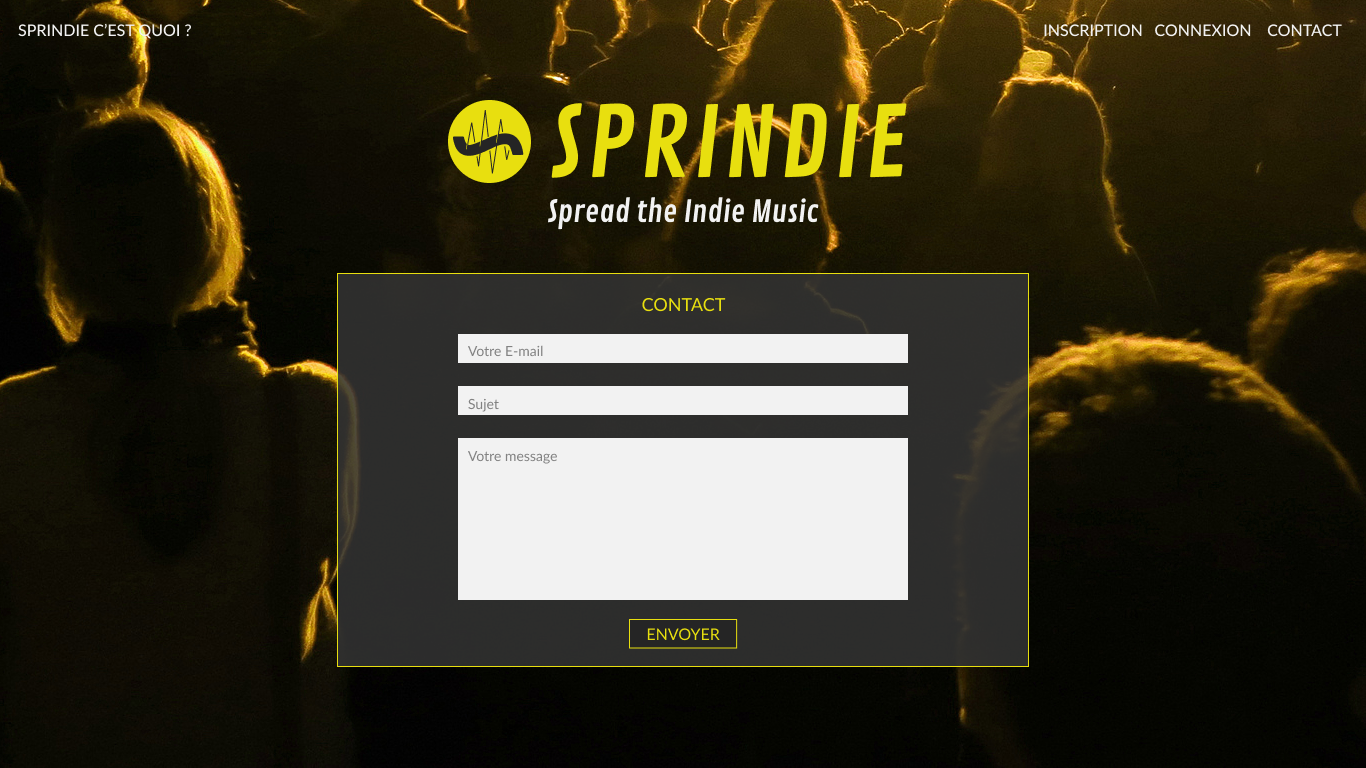 SPRINDIE C’EST QUOI ?
INSCRIPTION CONNEXION CONTACT
SPRINDIE
Spread the Indie Music
CONTACT
Votre E-mail
Sujet
Votre message
ENVOYER